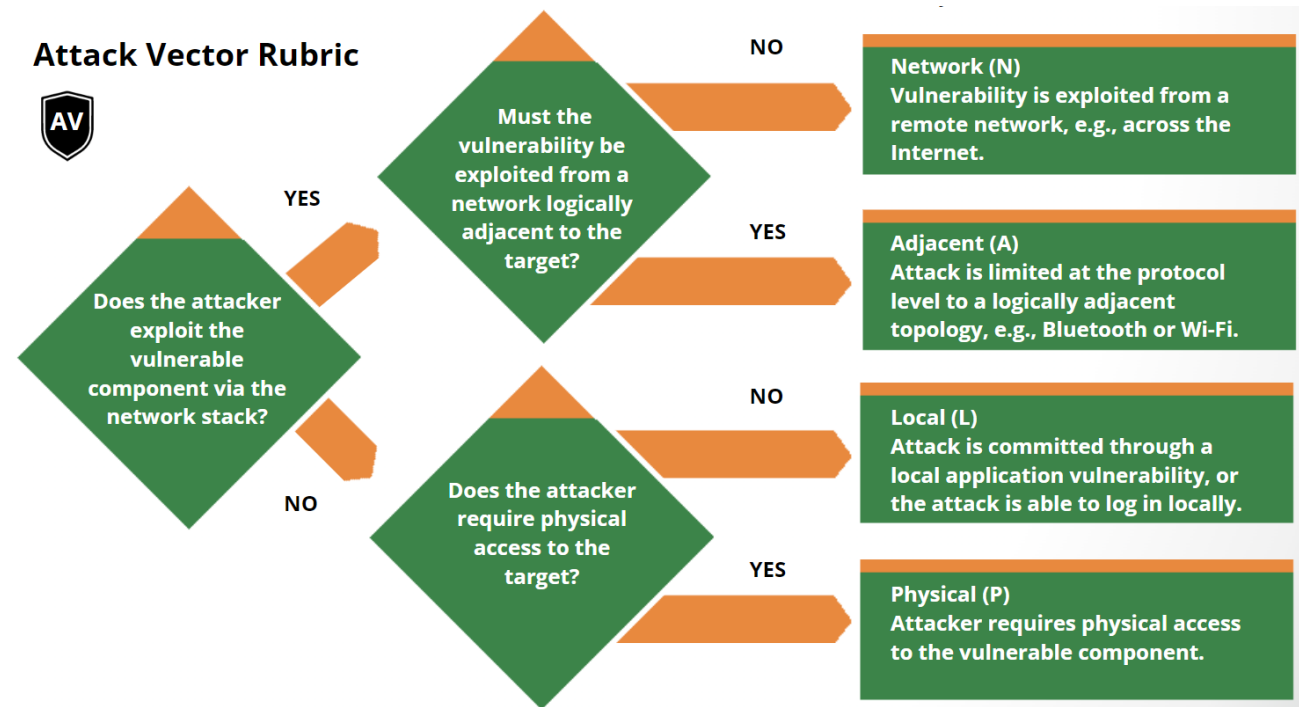 Attack Vector Rubric
AV
Does the attacker
exploit the
vulnerable
component via the
network stack?
YES
NO
Must the
vulnerability be
exploited from a
network logically
adjacent to the
target?
NO
YES
Does the attacker
require physical
access to the
target?
NO
YES
Network (N)
Vulnerability is exploited from a
remote network, e.g., across the
Internet.
Adjacent (A)
Attack is limited at the protocol
level to a logically adjacent
topology, e.g., Bluetooth or Wi-Fi.
Local (L)
Attack is committed through a
local application vulnerability, or
the attack is able to log in locally.
Physical (P)
Attacker requires physical access
to the vulnerable component.